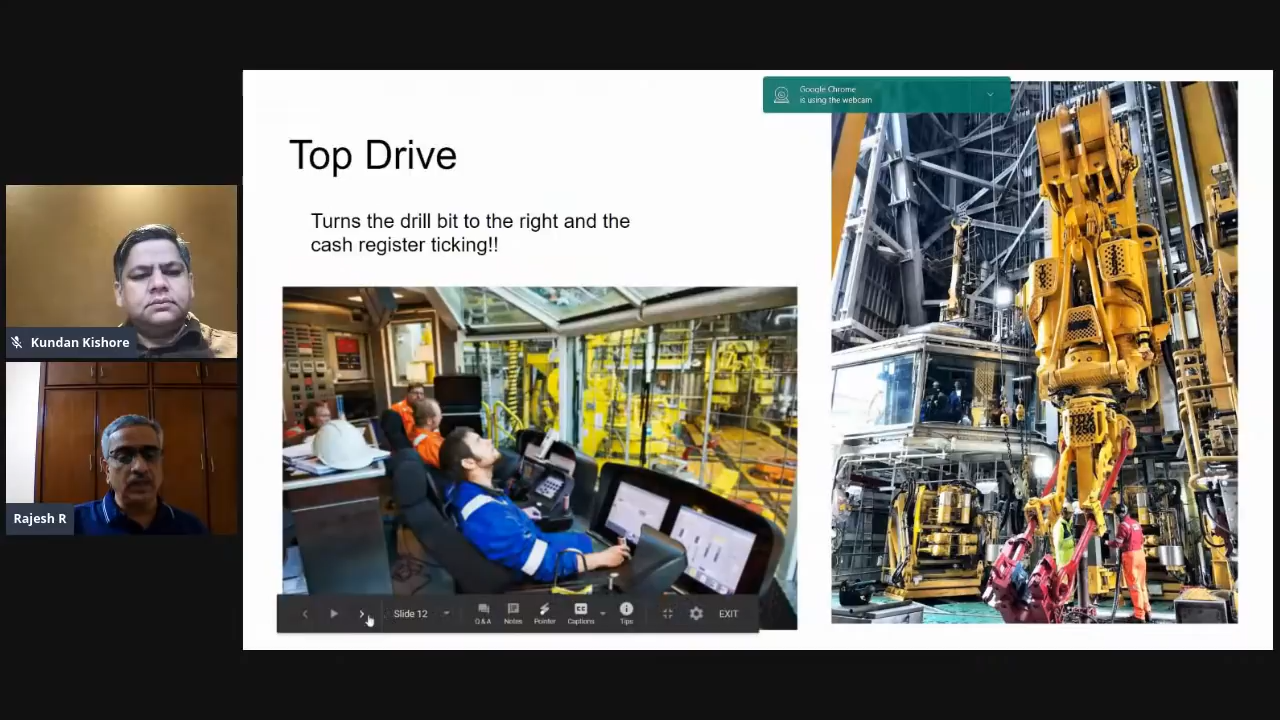 Google Chrome
is using the webcam
Top Drive
Turns the drill bit to the right and the
cash register ticking!!
Kundan Kishore
Rajesh R
Slide 12
Q&A
Notes
Pointer
CC
Captions
Tips
EXIT